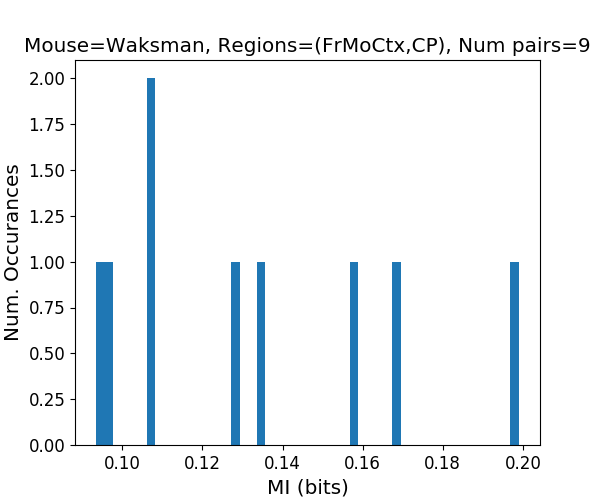 Mouse=Waksman, Regions=(FrMoCtx,CP), Num pairs=9
2.00
1.75
1.50
1.25
1.00
0.75
0.50
0.25
0.00
Num. Occurances
0.10 0.12 0.14 0.16 0.18 0.20
MI (bits)